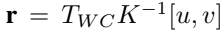 r = T_{WC} K^{-1} [u, v]